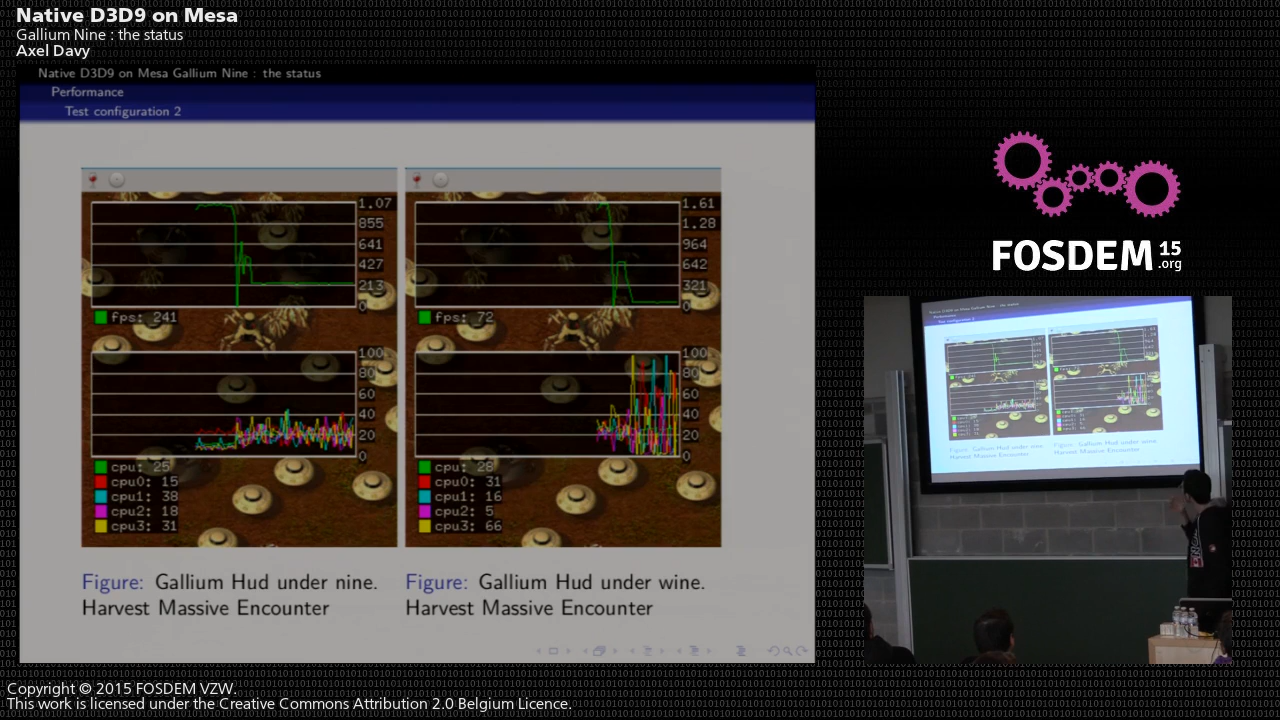 Native D3D9 on Mesa
Gallium Nine : the status
Axel Davy
Native D3D9 on Mesa Gallium Nine : the status
Performance
Test configuration 2
1.07
855
641
427
213
0
fps: 241
100
80
60
40
20
0
cpu: 25
cpu0: 15
cpu1: 38
cpu2: 18
cpu3: 31
Figure: Gallium Hud under nine.
Harvest Massive Encounter
1.61
1.28
964
642
321
0
fps: 72
100
80
60
40
20
0
cpu: 28
cpu0: 31
cpu1: 16
cpu2: 5
cpu3: 66
Figure: Gallium Hud under wine.
Harvest Massive Encounter
FOSDEM 15
.org
Copyright © 2015 FOSDEM VZW.
This work is licensed under the Creative Commons Attribution 2.0 Belgium Licence.